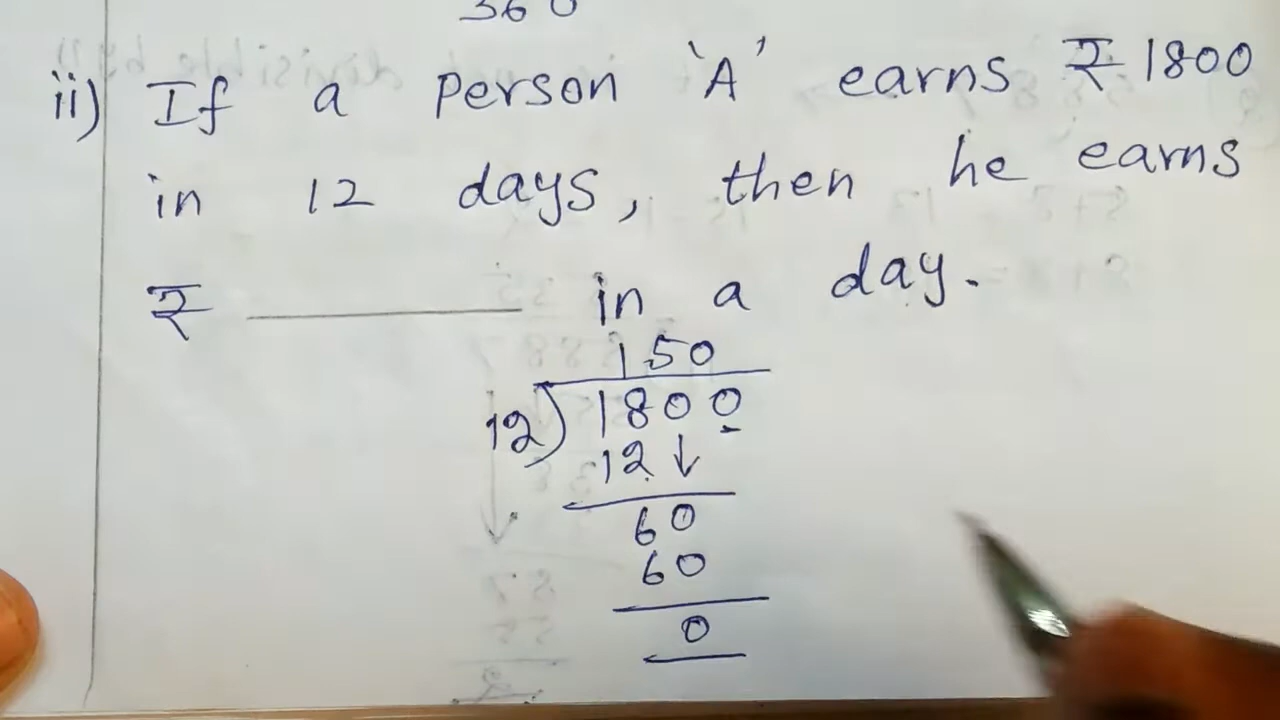 360
ii) If a person 'A' earns ₹ 1800
in 12 days, then he earns
₹ ________ in a day.
150
12) 1800
12 ↓
60
60
0